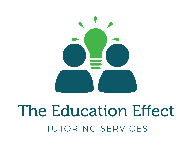 The Education Effect
TUTORING SERVICES